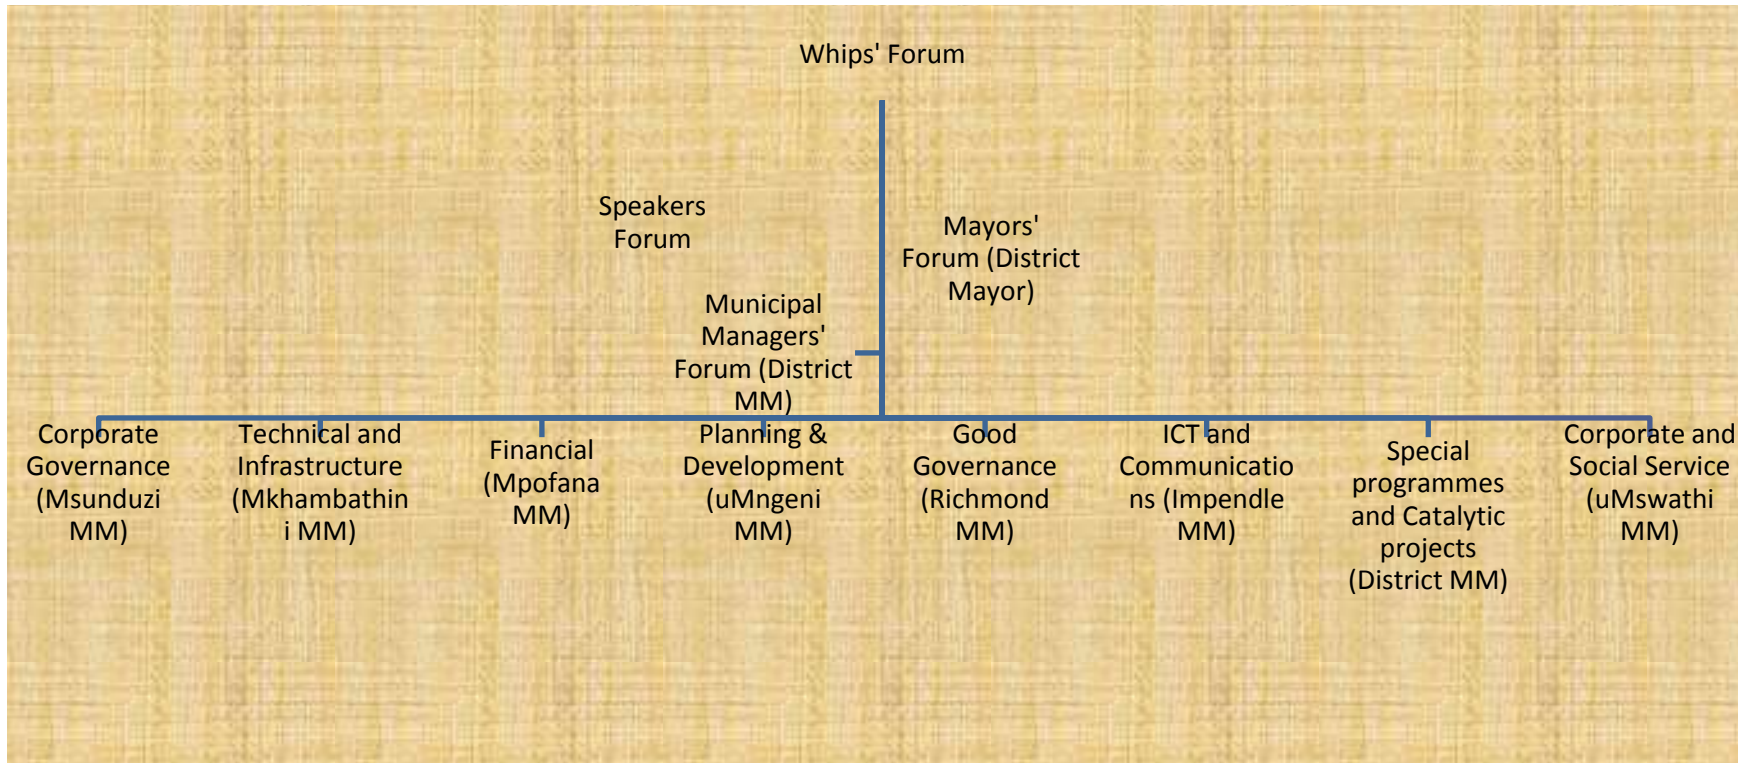 Whips' Forum
Speakers
Forum
Mayors'
Forum (District
Mayor)
Municipal
Managers'
Forum (District
MM)
Corporate
Governance
(Msunduzi
MM)
Technical and
Infrastructure
(Mkhambathin
i MM)
Financial
(Mpofana
MM)
Planning &
Development
(uMngeni
MM)
Good
Governance
(Richmond
MM)
ICT and
Communicatio
ns (Impendle
MM)
Special
programmes
and Catalytic
projects
(District MM)
Corporate and
Social Service
(uMswathi
MM)